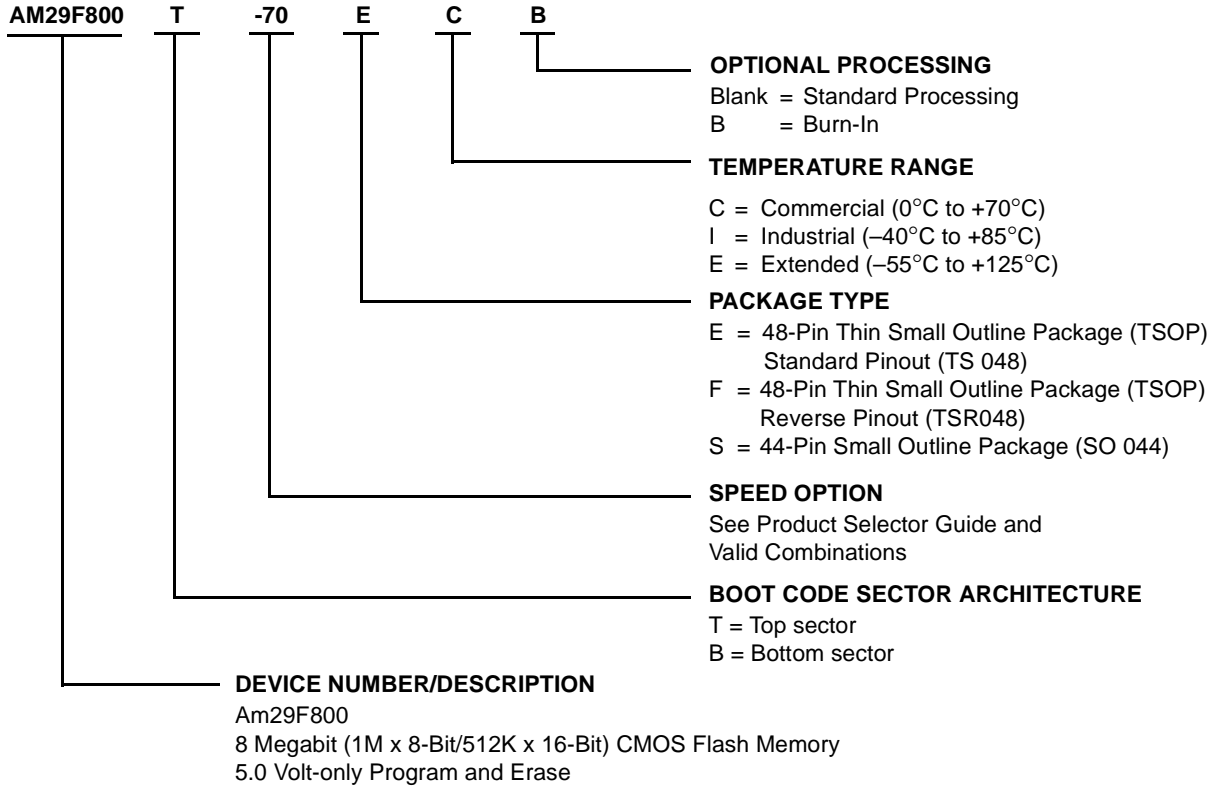 AM29F800 T -70 E C B
OPTIONAL PROCESSING
Blank = Standard Processing
B = Burn-In
TEMPERATURE RANGE
C = Commercial (0°C to +70°C)
I = Industrial (–40°C to +85°C)
E = Extended (–55°C to +125°C)
PACKAGE TYPE
E = 48-Pin Thin Small Outline Package (TSOP)
Standard Pinout (TS 048)
F = 48-Pin Thin Small Outline Package (TSOP)
Reverse Pinout (TSR048)
S = 44-Pin Small Outline Package (SO 044)
SPEED OPTION
See Product Selector Guide and
Valid Combinations
BOOT CODE SECTOR ARCHITECTURE
T = Top sector
B = Bottom sector
DEVICE NUMBER/DESCRIPTION
Am29F800
8 Megabit (1M x 8-Bit/512K x 16-Bit) CMOS Flash Memory
5.0 Volt-only Program and Erase